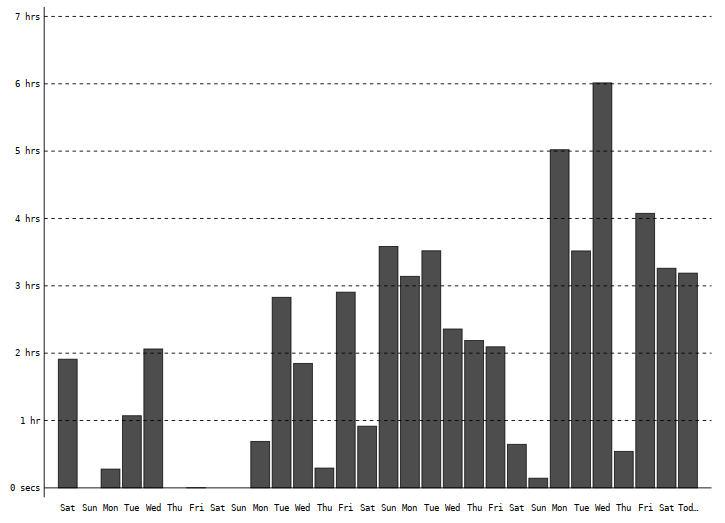 7 hrs
6 hrs
5 hrs
4 hrs
3 hrs
2 hrs
1 hr
0 secs
Sat Sun Mon Tue Wed Thu Fri Sat Sun Mon Tue Wed Thu Fri Sat Sun Mon Tue Wed Thu Fri Sat Sun Mon Tue Wed Thu Fri Sat Tod…